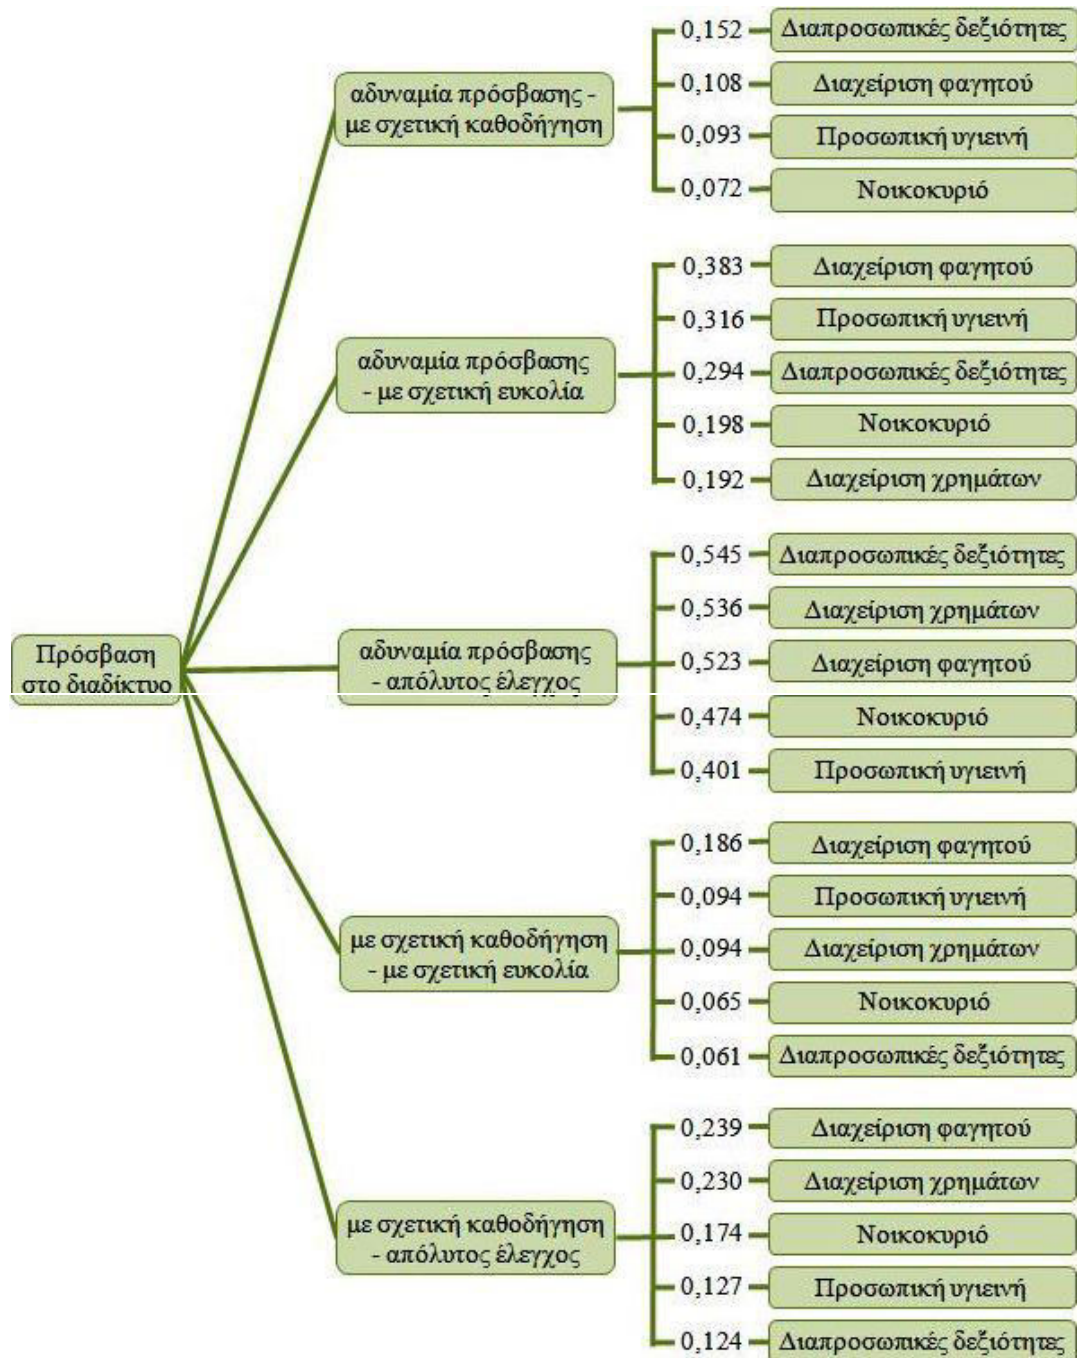 Πρόσβαση
στο διαδίκτυο
αδυναμία πρόσβασης -
με σχετική καθοδήγηση
0,152 Διαπροσωπικές δεξιότητες
0,108 Διαχείριση φαγητού
0,093 Προσωπική υγιεινή
0,072 Νοικοκυριό
αδυναμία πρόσβασης
- με σχετική ευκολία
0,383 Διαχείριση φαγητού
0,316 Προσωπική υγιεινή
0,294 Διαπροσωπικές δεξιότητες
0,198 Νοικοκυριό
0,192 Διαχείριση χρημάτων
αδυναμία πρόσβασης
- απόλυτος έλεγχος
0,545 Διαπροσωπικές δεξιότητες
0,536 Διαχείριση χρημάτων
0,523 Διαχείριση φαγητού
0,474 Νοικοκυριό
0,401 Προσωπική υγιεινή
με σχετική καθοδήγηση
- με σχετική ευκολία
0,186 Διαχείριση φαγητού
0,094 Προσωπική υγιεινή
0,094 Διαχείριση χρημάτων
0,065 Νοικοκυριό
0,061 Διαπροσωπικές δεξιότητες
με σχετική καθοδήγηση
- απόλυτος έλεγχος
0,239 Διαχείριση φαγητού
0,230 Διαχείριση χρημάτων
0,174 Νοικοκυριό
0,127 Προσωπική υγιεινή
0,124 Διαπροσωπικές δεξιότητες